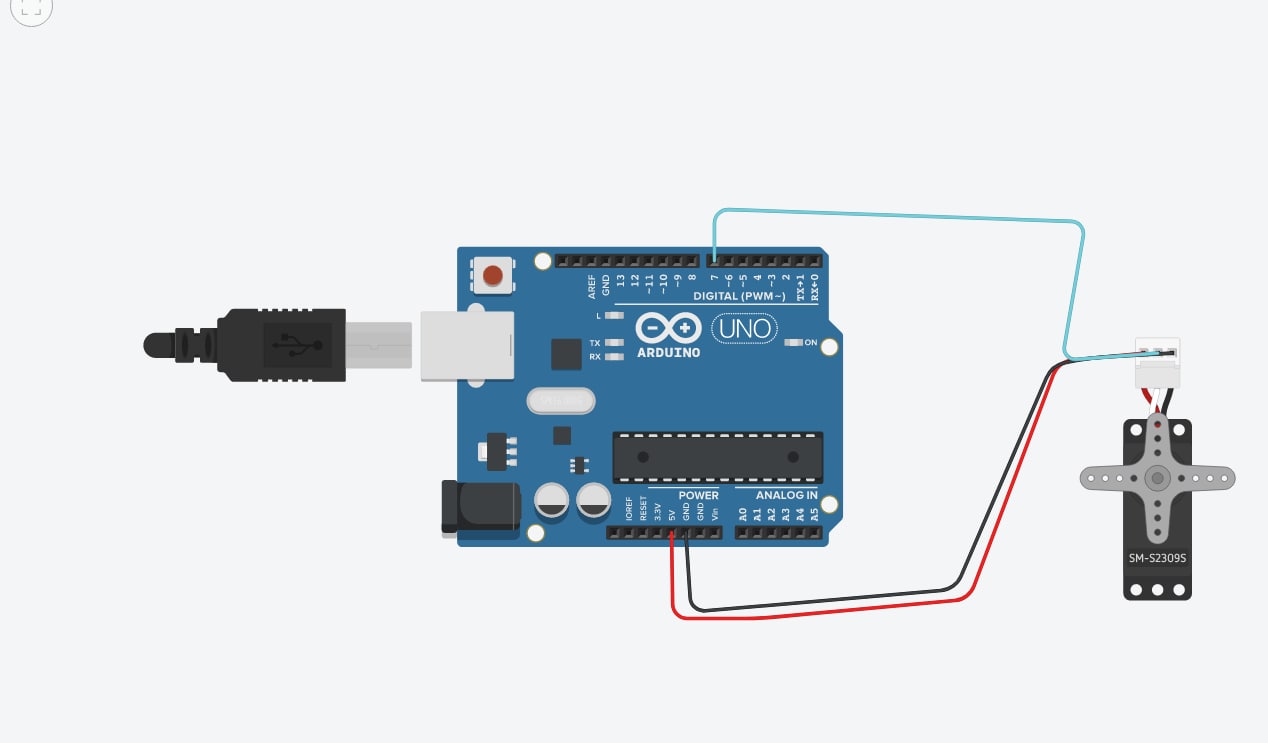 AREF
GND
13
12
~11
~10
~9
8
7
~6
~5
4
~3
2
TX→1
RX←0
DIGITAL (PWM~)
L
TX
RX
ARDUINO
UNO
ON
POWER
ANALOG IN
IOREF
RESET
3.3V
5V
GND
GND
Vin
A0
A1
A2
A3
A4
A5
SM-S2309S